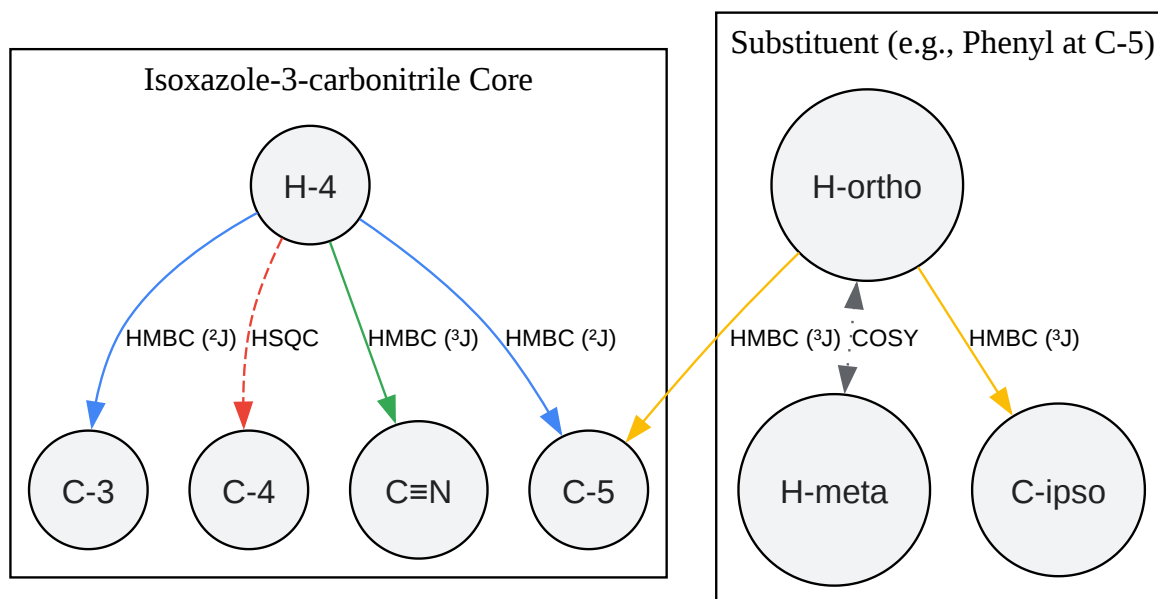 Substituent (e.g., Phenyl at C-5)
Isoxazole-3-carbonitrile Core
H-4
H-ortho
HMBC (²J)
HSQC
HMBC (³J)
HMBC (²J)
HMBC (³J)
COSY
HMBC (³J)
C-3
C-4
C≡N
C-5
H-meta
C-ipso